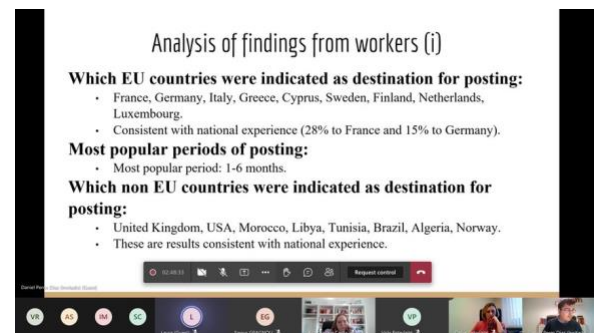 Analysis of findings from workers (i)
Which EU countries were indicated as destination for posting:
• France, Germany, Italy, Greece, Cyprus, Sweden, Finland, Netherlands,
Luxembourg.
• Consistent with national experience (28% to France and 15% to Germany).
Most popular periods of posting:
• Most popular period: 1-6 months.
Which non EU countries were indicated as destination for
posting:
• United Kingdom, USA, Morocco, Libya, Tunisia, Brazil, Algeria, Norway.
• These are results consistent with national experience.
Request control
VR AS IM SC L EG VP